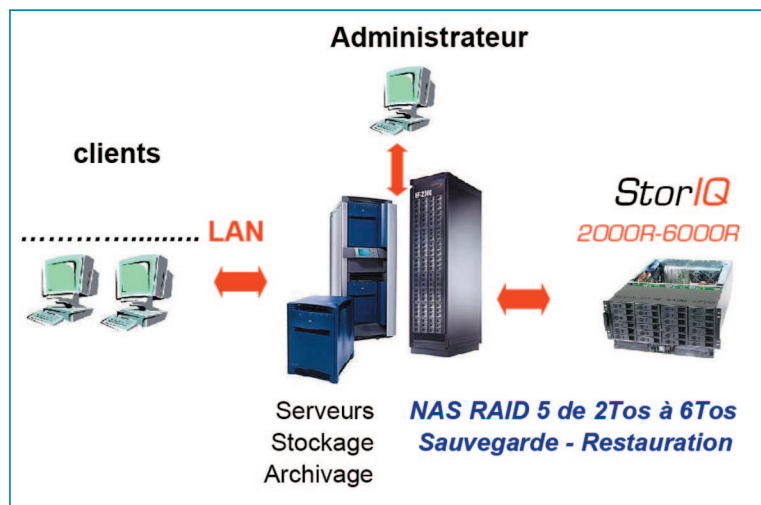 Administrateur
clients
LAN
StorIQ
2000R-6000R
Serveurs
Stockage
Archivage
NAS RAID 5 de 2Tos à 6Tos
Sauvegarde - Restauration